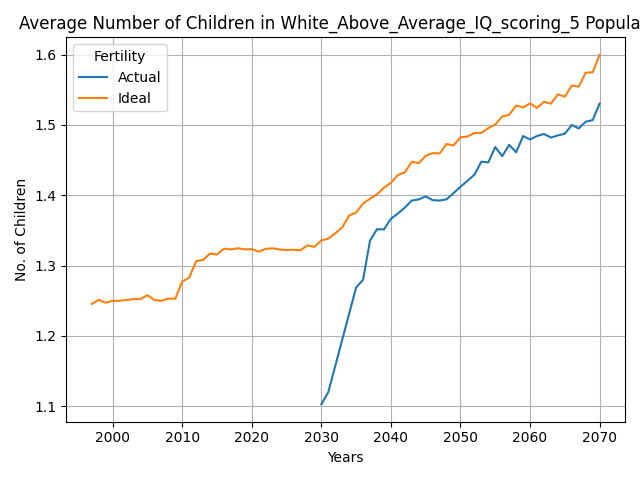 Average Number of Children in White_Above_Average_IQ_scoring_5 Popula
Fertility
Actual
Ideal
1.6
1.5
1.4
1.3
1.2
1.1
No. of Children
2000 2010 2020 2030 2040 2050 2060 2070
Years